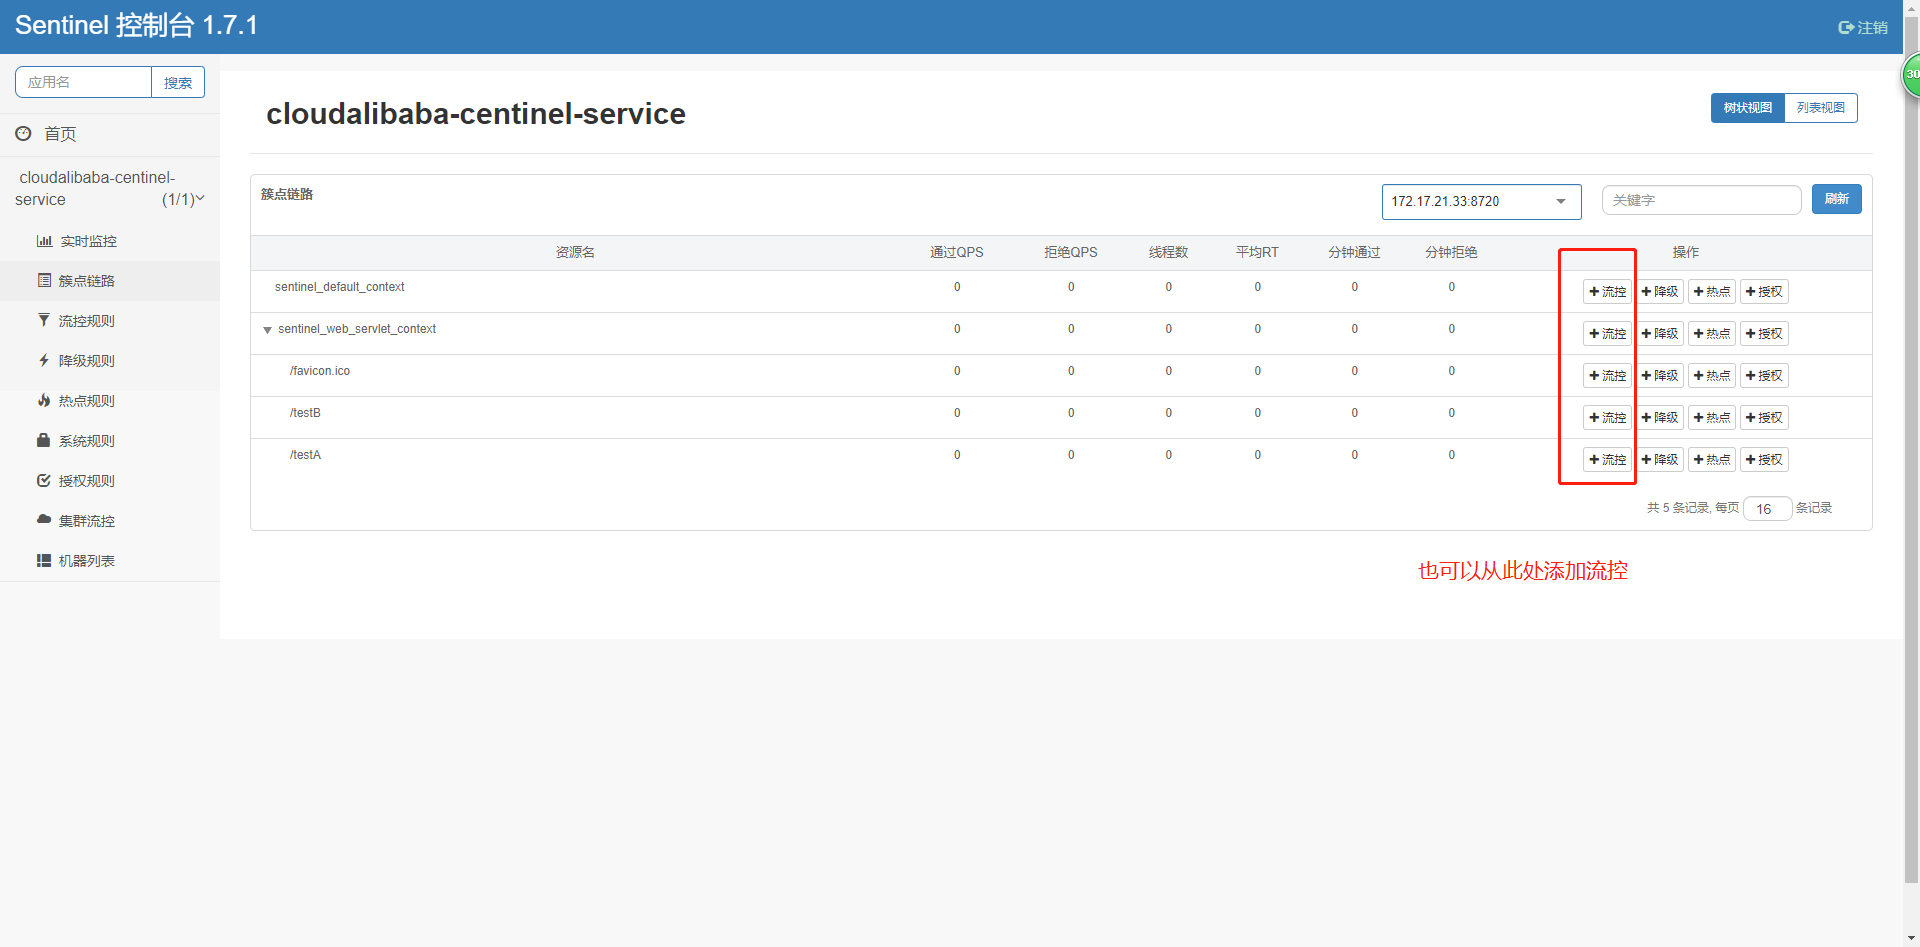 Sentinel 控制台 1.7.1
注销
30
应用名 搜索
首页
cloudalibaba-centinel-
service (1/1)
实时监控
簇点链路
流控规则
降级规则
热点规则
系统规则
授权规则
集群流控
机器列表
cloudalibaba-centinel-service
树状视图 列表视图
簇点链路 172.17.21.33:8720 关键字 刷新
资源名 通过QPS 拒绝QPS 线程数 平均RT 分钟通过 分钟拒绝 操作
sentinel_default_context 0 0 0 0 0 0 流控 降级 热点 授权
sentinel_web_servlet_context 0 0 0 0 0 0 流控 降级 热点 授权
/favicon.ico 0 0 0 0 0 0 流控 降级 热点 授权
/testB 0 0 0 0 0 0 流控 降级 热点 授权
/testA 0 0 0 0 0 0 流控 降级 热点 授权
共 5 条记录, 每页 16 条记录
也可以从此处添加流控